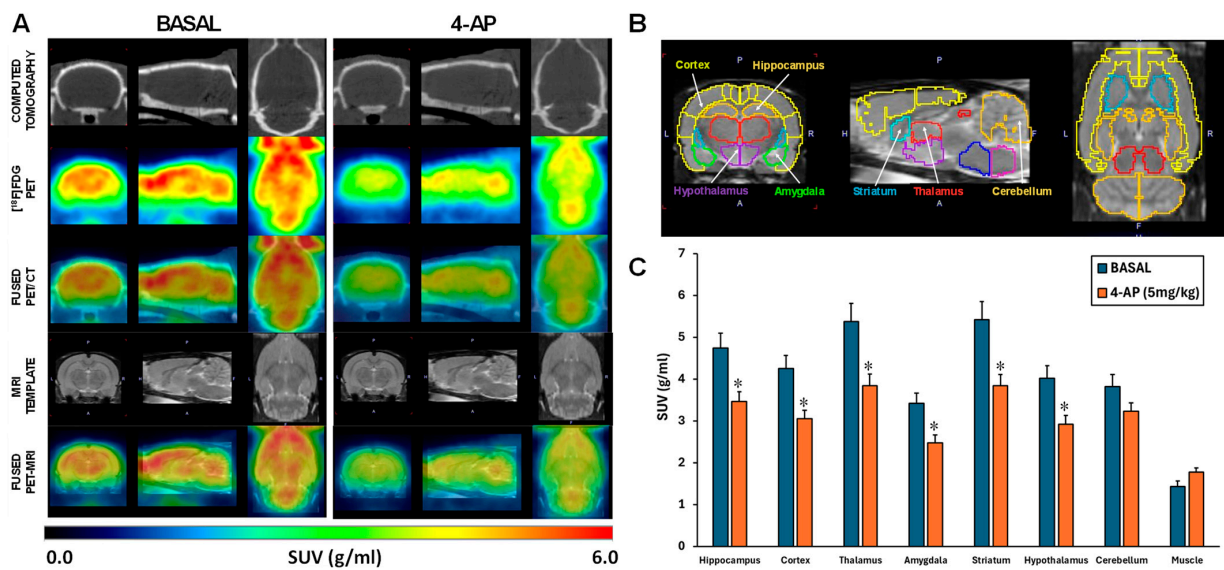 A
BASAL
4-AP
COMPUTED
TOMOGRAPHY
[¹⁸F]FDG
PET
FUSED
PET/CT
MRI
TEMPLATE
P
L
R
A
H
F
P
L
R
A
H
F
L
R
F
FUSED
PET-MRI
0.0
SUV (g/ml)
6.0
B
P
P
Cortex
Hippocampus
L
R
H
F
L
R
Hypothalamus
Amygdala
Striatum
Thalamus
Cerebellum
A
A
F
C
BASAL
4-AP (5mg/kg)
SUV (g/ml)
7
6
5
4
3
2
1
0
*
*
*
*
*
*
Hippocampus
Cortex
Thalamus
Amygdala
Striatum
Hypothalamus
Cerebellum
Muscle